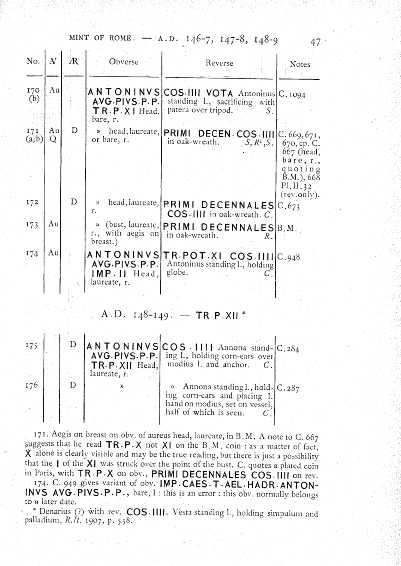 MINT OF ROME. — A.D. 146-7, 147-8, 148-9 47
No. N Æ Obverse Reverse Notes
170 (b) Au ANTONINVS AVG·PIVS·P·P· TR·P·XI Head, bare, r. COS·IIII VOTA Antoninus standing l., sacrificing with patera over tripod. S. C. 1094
171 (a,b) Au Q D » head, laureate, or bare, r. PRIMI DECEN·COS·IIII in oak-wreath. C. 669, 671, 670, cp. C. 667 (head, bare, r., quoting B.M.), 668 Pl. II. 32 (rev. only).
172 D » head, laureate, r. PRIMI DECENNALES COS·IIII in oak-wreath. C. C. 673
173 Au » (bust, laureate, r., with aegis on breast.) PRIMI DECENNALES in oak-wreath. R. B.M.
174 Au ANTONINVS AVG·PIVS·P·P· IMP·II Head, laureate, r. TR·POT·XI COS·IIII Antoninus standing l., holding globe. C. C. 948
A.D. 148-149. — TR·P·XII *
175 D ANTONINVS AVG·PIVS·P·P· TR·P·XII Head, laureate, r. COS·IIII Annona standing l., holding corn-ears over modius l. and anchor. C. C. 284
176 D » » Annona standing l., holding corn-ears and placing l. hand on modius, set on vessel, half of which is seen. C. C. 287
171. Aegis on breast on obv. of aureus head, laureate, in B.M. A note to C. 667
suggests that he read TR·P·X not XI on the B.M. coin: as a matter of fact,
X alone is clearly visible and may be the true reading, but there is just a possibility
that the I of the XI was struck over the point of the bust. C. quotes a plated coin
in Paris, with TR·P·X on obv., PRIMI DECENNALES COS·IIII on rev.
174. C. 949 gives variant of obv. IMP·CAES·T·AEL·HADR·ANTON-
INVS AVG·PIVS·P·P·, bare, l: this is an error: this obv. normally belongs
to a later date.
* Denarius (?) with rev. COS·IIII. Vesta standing l., holding simpulum and
palladium, R.It. 1907, p. 538.